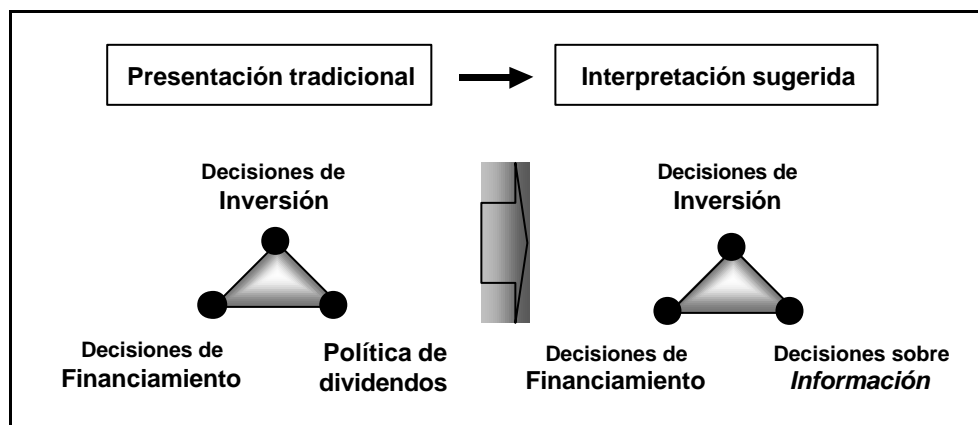 Presentación tradicional
Interpretación sugerida
Decisiones de
Inversión
Decisiones de
Financiamiento
Política de
dividendos
Decisiones de
Inversión
Decisiones de
Financiamiento
Decisiones sobre
Información